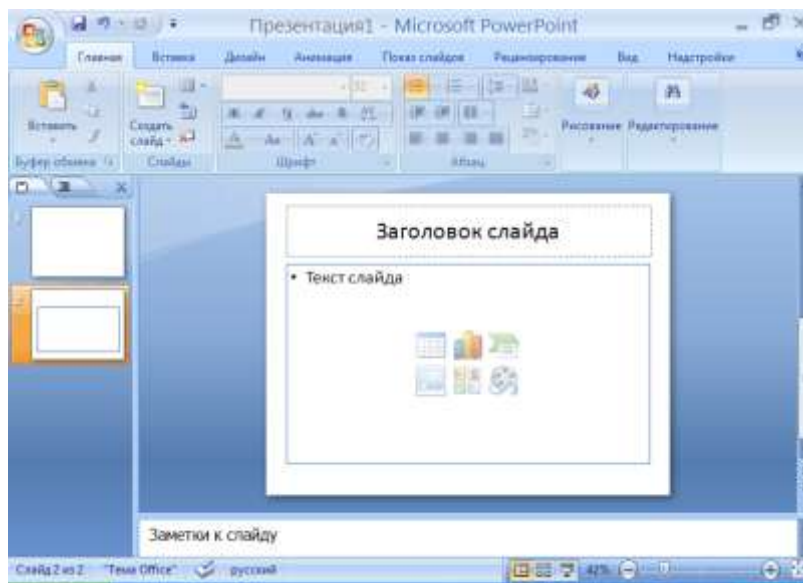 Презентация1 - Microsoft PowerPoint
Главная Вставка Дизайн Анимация Показ слайдов Рецензирование Вид Надстройки
Вставить Создать слайд Рисование Редактирование
Буфер обмена Слайды Шрифт Абзац
Заголовок слайда
• Текст слайда
Заметки к слайду
Слайд 2 из 2 "Тема Office" русский 42%